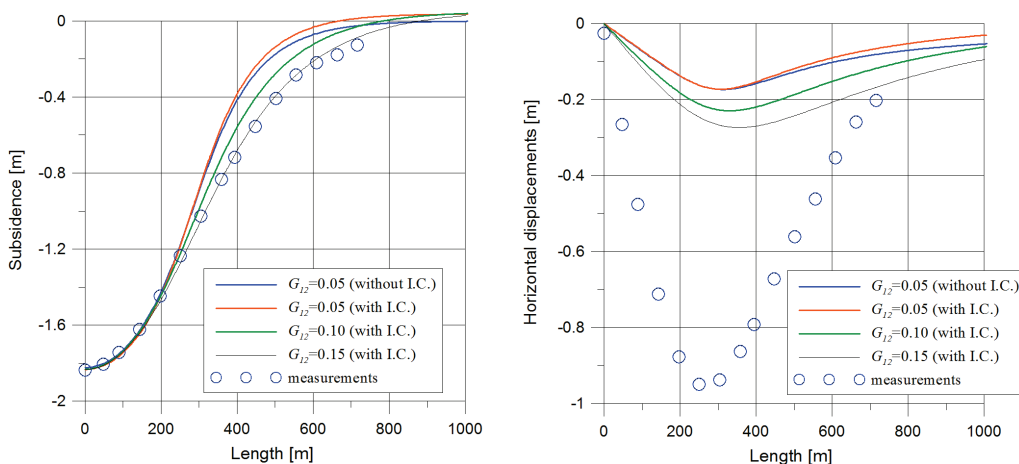 0
-0.4
-0.8
-1.2
-1.6
-2
Subsidence [m]
G12=0.05 (without I.C.)
G12=0.05 (with I.C.)
G12=0.10 (with I.C.)
G12=0.15 (with I.C.)
measurements
0 200 400 600 800 1000
Length [m]
0
-0.2
-0.4
-0.6
-0.8
-1
Horizontal displacements [m]
G12=0.05 (without I.C.)
G12=0.05 (with I.C.)
G12=0.10 (with I.C.)
G12=0.15 (with I.C.)
measurements
0 200 400 600 800 1000
Length [m]